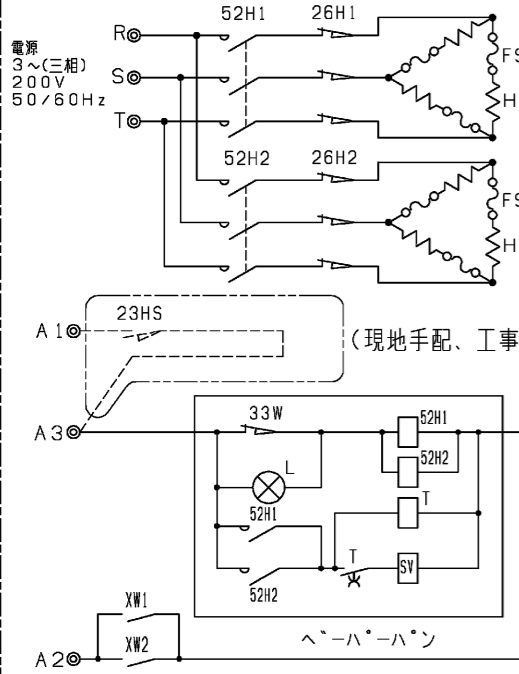 52H1 26H1
電源
3~(三相)
200V
50/60Hz
R
S
T
FS
H
52H2 26H2
FS
H
23HS
A1
(現地手配、工事
A3
33W
52H1
52H2
L
T
52H1
T
SV
52H2
ベーパーパン
XW1
XW2
A2